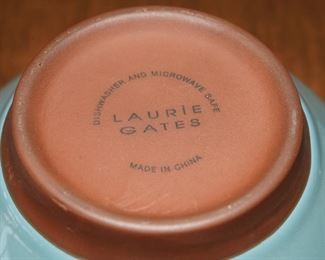 DISHWASHER AND MICROWAVE SAFE
LAURIE
GATES
MADE IN CHINA